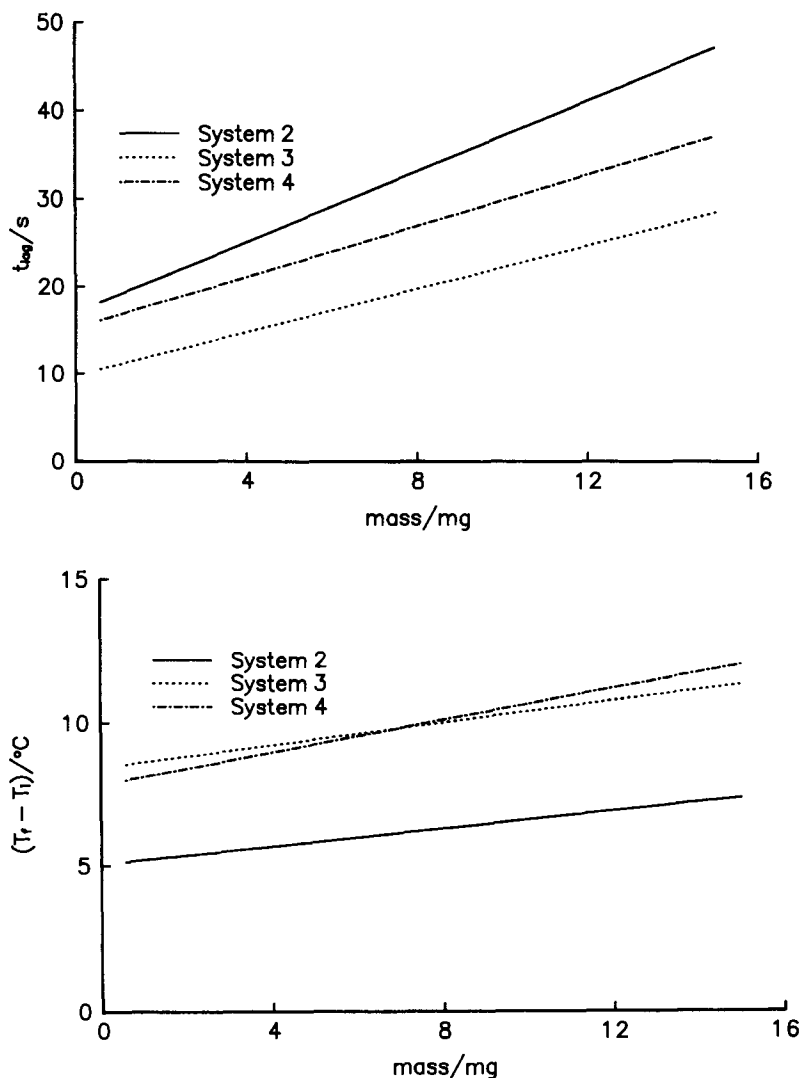 50
40
30
20
10
0
t_lag/s
System 2
System 3
System 4
0 4 8 12 16
mass/mg
15
10
5
0
(T_f − T_i)/°C
System 2
System 3
System 4
0 4 8 12 16
mass/mg